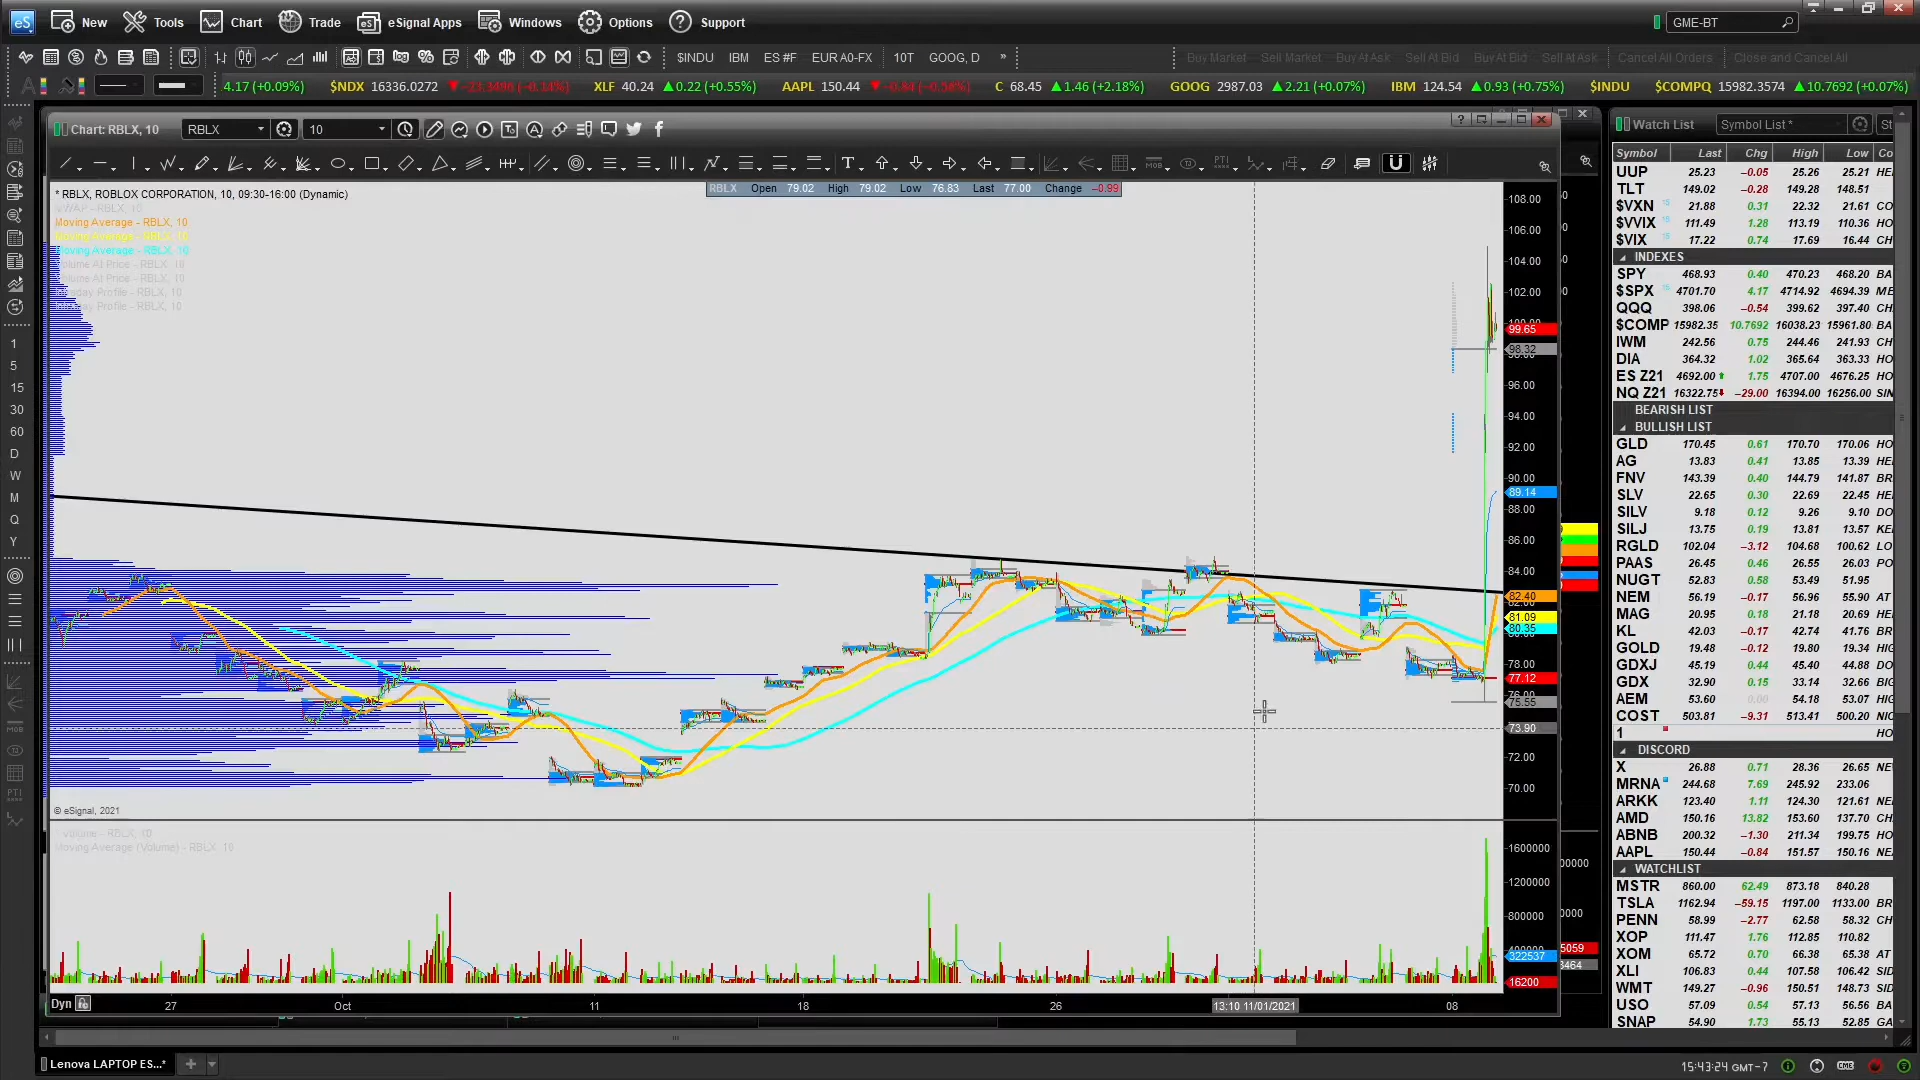 eS New Tools Chart Trade eSignal Apps Windows Options Support GME-BT
$INDU IBM ES #F EUR A0-FX 10T GOOG, D » Buy Market Sell Market Buy At Ask Sell At Bid Buy At Bid Sell At Ask Cancel All Orders Close and Cancel All
4.17 (+0.09%) $NDX 16336.0272 XLF 40.24 0.22 (+0.55%) AAPL 150.44 -0.84 (-0.56%) C 68.45 1.46 (+2.18%) GOOG 2987.03 2.21 (+0.07%) IBM 124.54 0.93 (+0.75%) $INDU $COMPQ 15982.3574 10.7692 (+0.07%)
Chart: RBLX, 10 RBLX 10
* RBLX, ROBLOX CORPORATION, 10, 09:30-16:00 (Dynamic)
RBLX Open 79.02 High 79.02 Low 76.83 Last 77.00 Change -0.99
VWAP - RBLX, 10
Moving Average - RBLX, 10
Moving Average - RBLX, 10
Moving Average - RBLX, 10
Volume At Price - RBLX, 10
Volume At Price - RBLX, 10
108.00
106.00
104.00
102.00
99.65
98.32
96.00
94.00
92.00
90.00
89.14
88.00
86.00
84.00
82.40
81.09
80.35
78.00
77.12
76.00
75.55
73.90
72.00
70.00
© eSignal, 2021
Volume - RBLX, 10
Moving Average (Volume) - RBLX, 10
1600000
1200000
800000
400000
322537
16200
5059
3464
Dyn 27 Oct 11 18 26 13:10 11/01/2021 08
1
5
15
30
60
D
W
M
Q
Y
Watch List Symbol List *
Symbol Last Chg High Low Co
UUP 25.23 -0.05 25.26 25.21 HE
TLT 149.02 -0.28 149.28 148.51
$VXN 21.88 0.31 22.32 21.61 CO
$VVIX 111.49 1.28 113.19 110.36 HO
$VIX 17.22 0.74 17.69 16.44 CH
INDEXES
SPY 468.93 0.40 470.23 468.20 BA
$SPX 4701.70 4.17 4714.92 4694.39 ME
QQQ 398.06 -0.54 399.62 397.40 CH
$COMP 15982.35 10.7692 16038.23 15961.80 BA
IWM 242.56 0.75 244.46 241.93 CH
DIA 364.32 1.02 365.64 363.33 HO
ES Z21 4692.00 1.75 4707.00 4676.25 HO
NQ Z21 16322.75 -29.00 16394.00 16256.00 SIN
BEARISH LIST
BULLISH LIST
GLD 170.45 0.61 170.70 170.06 HO
AG 13.83 0.41 13.85 13.39 HE
FNV 143.39 0.40 144.79 141.87 BR
SLV 22.65 0.30 22.69 22.45 HE
SILV 9.18 0.12 9.26 9.10 DO
SILJ 13.75 0.19 13.81 13.57 KE
RGLD 102.04 -3.12 104.68 100.62 LO
PAAS 26.45 0.46 26.55 26.03 PO
NUGT 52.83 0.58 53.49 51.95
NEM 56.19 -0.17 56.96 55.90 AT
MAG 20.95 0.18 21.18 20.69 HE
KL 42.03 -0.17 42.74 41.76 BR
GOLD 19.48 -0.12 19.80 19.34 HIG
GDXJ 45.19 0.44 45.40 44.88 DO
GDX 32.90 0.15 33.14 32.66 BIG
AEM 53.60 0.00 54.18 53.07 HIG
COST 503.81 -9.31 513.41 500.20 NIC
1 HO
DISCORD
X 26.88 0.71 28.36 26.65 NE
MRNA 244.68 7.69 245.92 233.06
ARKK 123.40 1.11 124.30 121.61 NE
AMD 150.16 13.82 153.60 137.70 CH
ABNB 200.32 -1.30 211.34 199.75 HO
AAPL 150.44 -0.84 151.57 150.16 NE
WATCHLIST
MSTR 860.00 62.49 873.18 840.28
TSLA 1162.94 -59.15 1197.00 1133.00 BR
PENN 58.99 -2.77 62.58 58.32 CH
XOP 111.47 1.76 112.85 110.82
XOM 65.72 0.70 66.38 65.38 AT
XLI 106.83 0.44 107.58 106.42 SID
WMT 149.27 -0.96 150.51 148.73 SID
USO 57.09 0.54 57.13 56.56 BA
SNAP 54.90 1.73 55.13 52.85 GA
Lenova LAPTOP ES...*
15:43:24 GMT-7